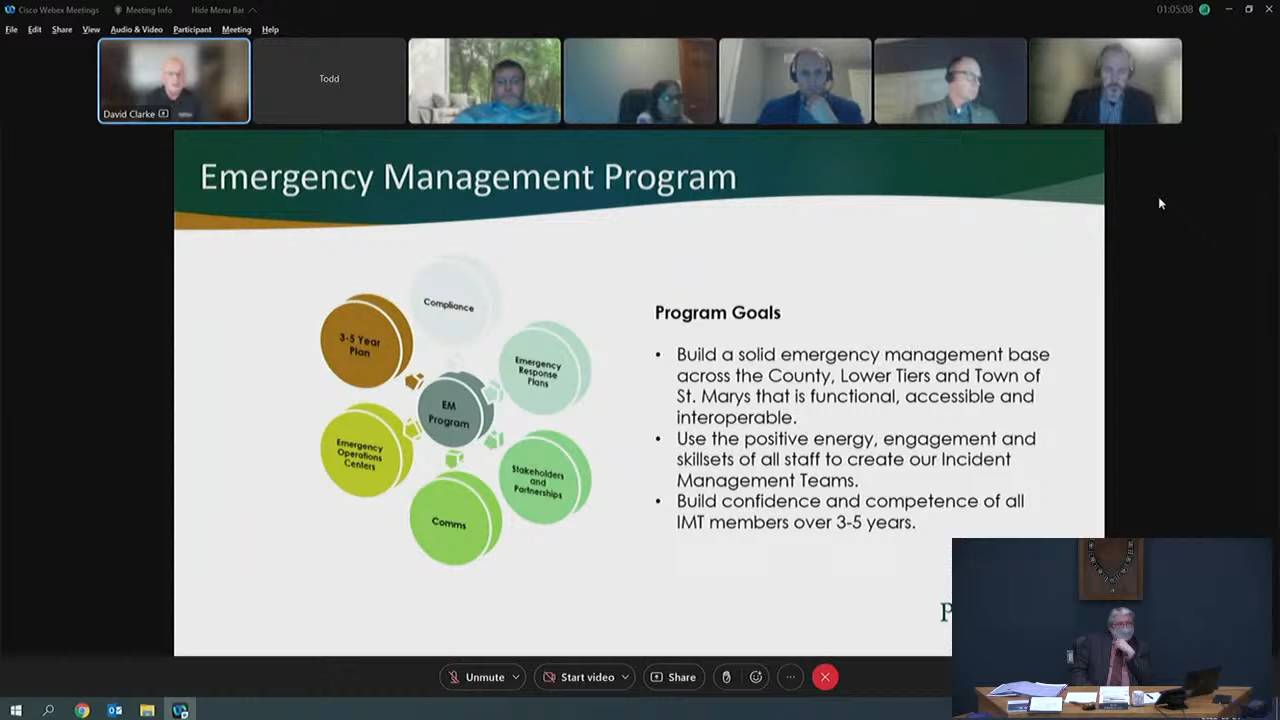 Cisco Webex Meetings
Meeting Info
Hide Menu Bar
01:05:08
File Edit Share View Audio & Video Participant Meeting Help
David Clarke
Todd
Emergency Management Program
Compliance
3-5 Year
Plan
Emergency
Response
Plans
EM
Program
Emergency
Operations
Centers
Stakeholders
and
Partnerships
Comms
Program Goals
• Build a solid emergency management base
across the County, Lower Tiers and Town of
St. Marys that is functional, accessible and
interoperable.
• Use the positive energy, engagement and
skillsets of all staff to create our Incident
Management Teams.
• Build confidence and competence of all
IMT members over 3-5 years.
P
Unmute
Start video
Share